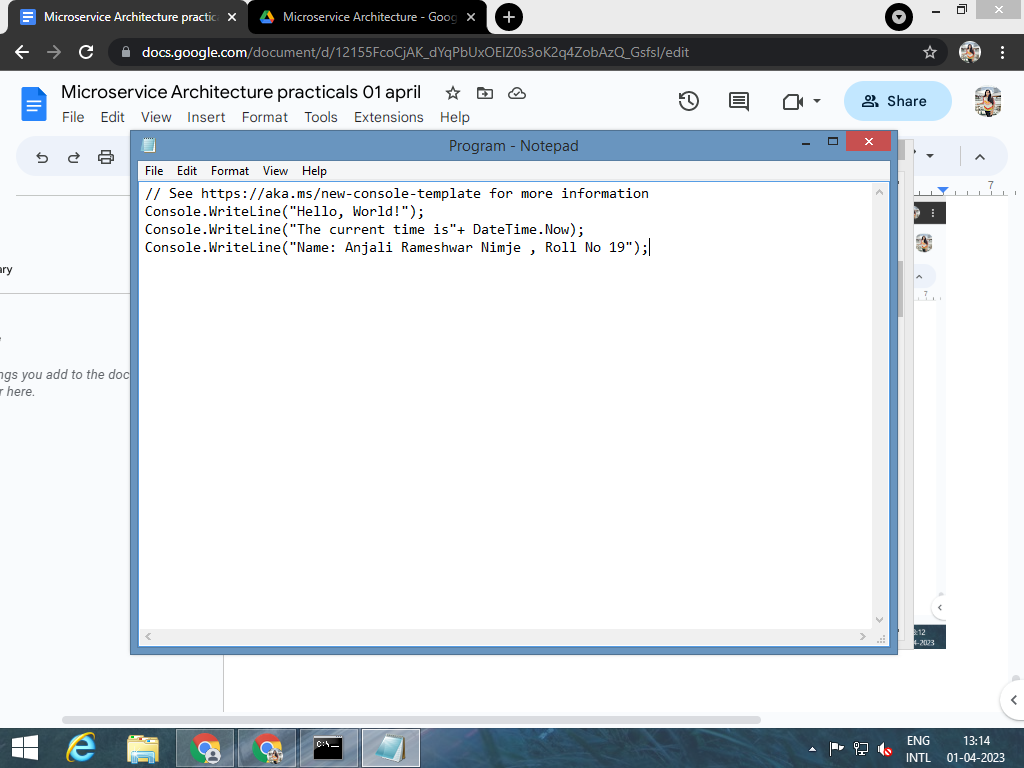 Microservice Architecture practic
Microservice Architecture - Goog
docs.google.com/document/d/12155FcoCjAK_dYqPbUxOEIZ0s3oK2q4ZobAzQ_Gsfsl/edit
Microservice Architecture practicals 01 april
File Edit View Insert Format Tools Extensions Help
Share
Program - Notepad
File Edit Format View Help
// See https://aka.ms/new-console-template for more information
Console.WriteLine("Hello, World!");
Console.WriteLine("The current time is"+ DateTime.Now);
Console.WriteLine("Name: Anjali Rameshwar Nimje , Roll No 19");
7
7
ary
ngs you add to the doc
r here.
C:\>_
ENG
INTL
13:14
01-04-2023